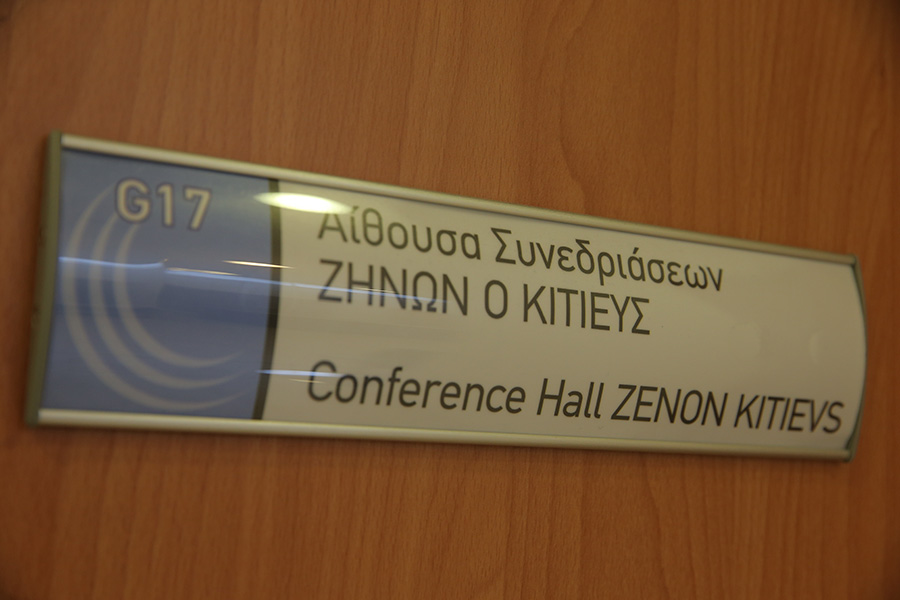 G17
Αίθουσα Συνεδριάσεων
ΖΗΝΩΝ Ο ΚΙΤΙΕΥΣ
Conference Hall ZENON KITIEVS